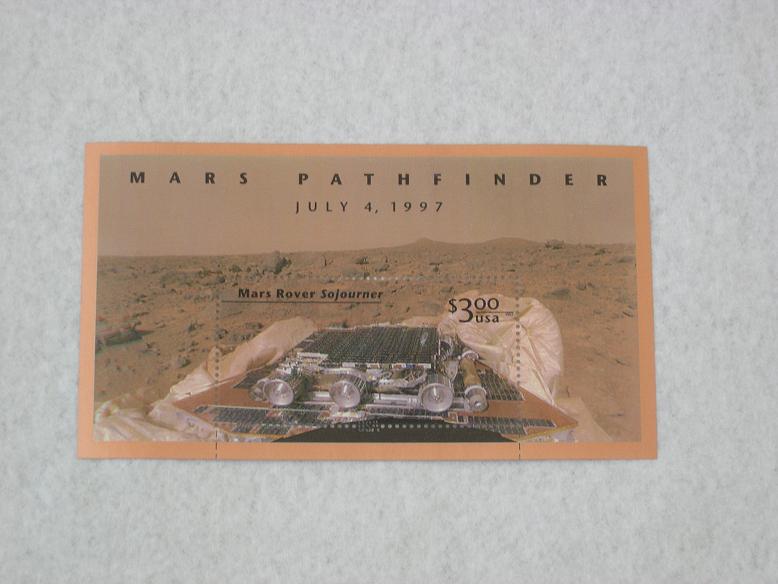 MARS PATHFINDER
JULY 4, 1997
Mars Rover Sojourner
$3.00
usa